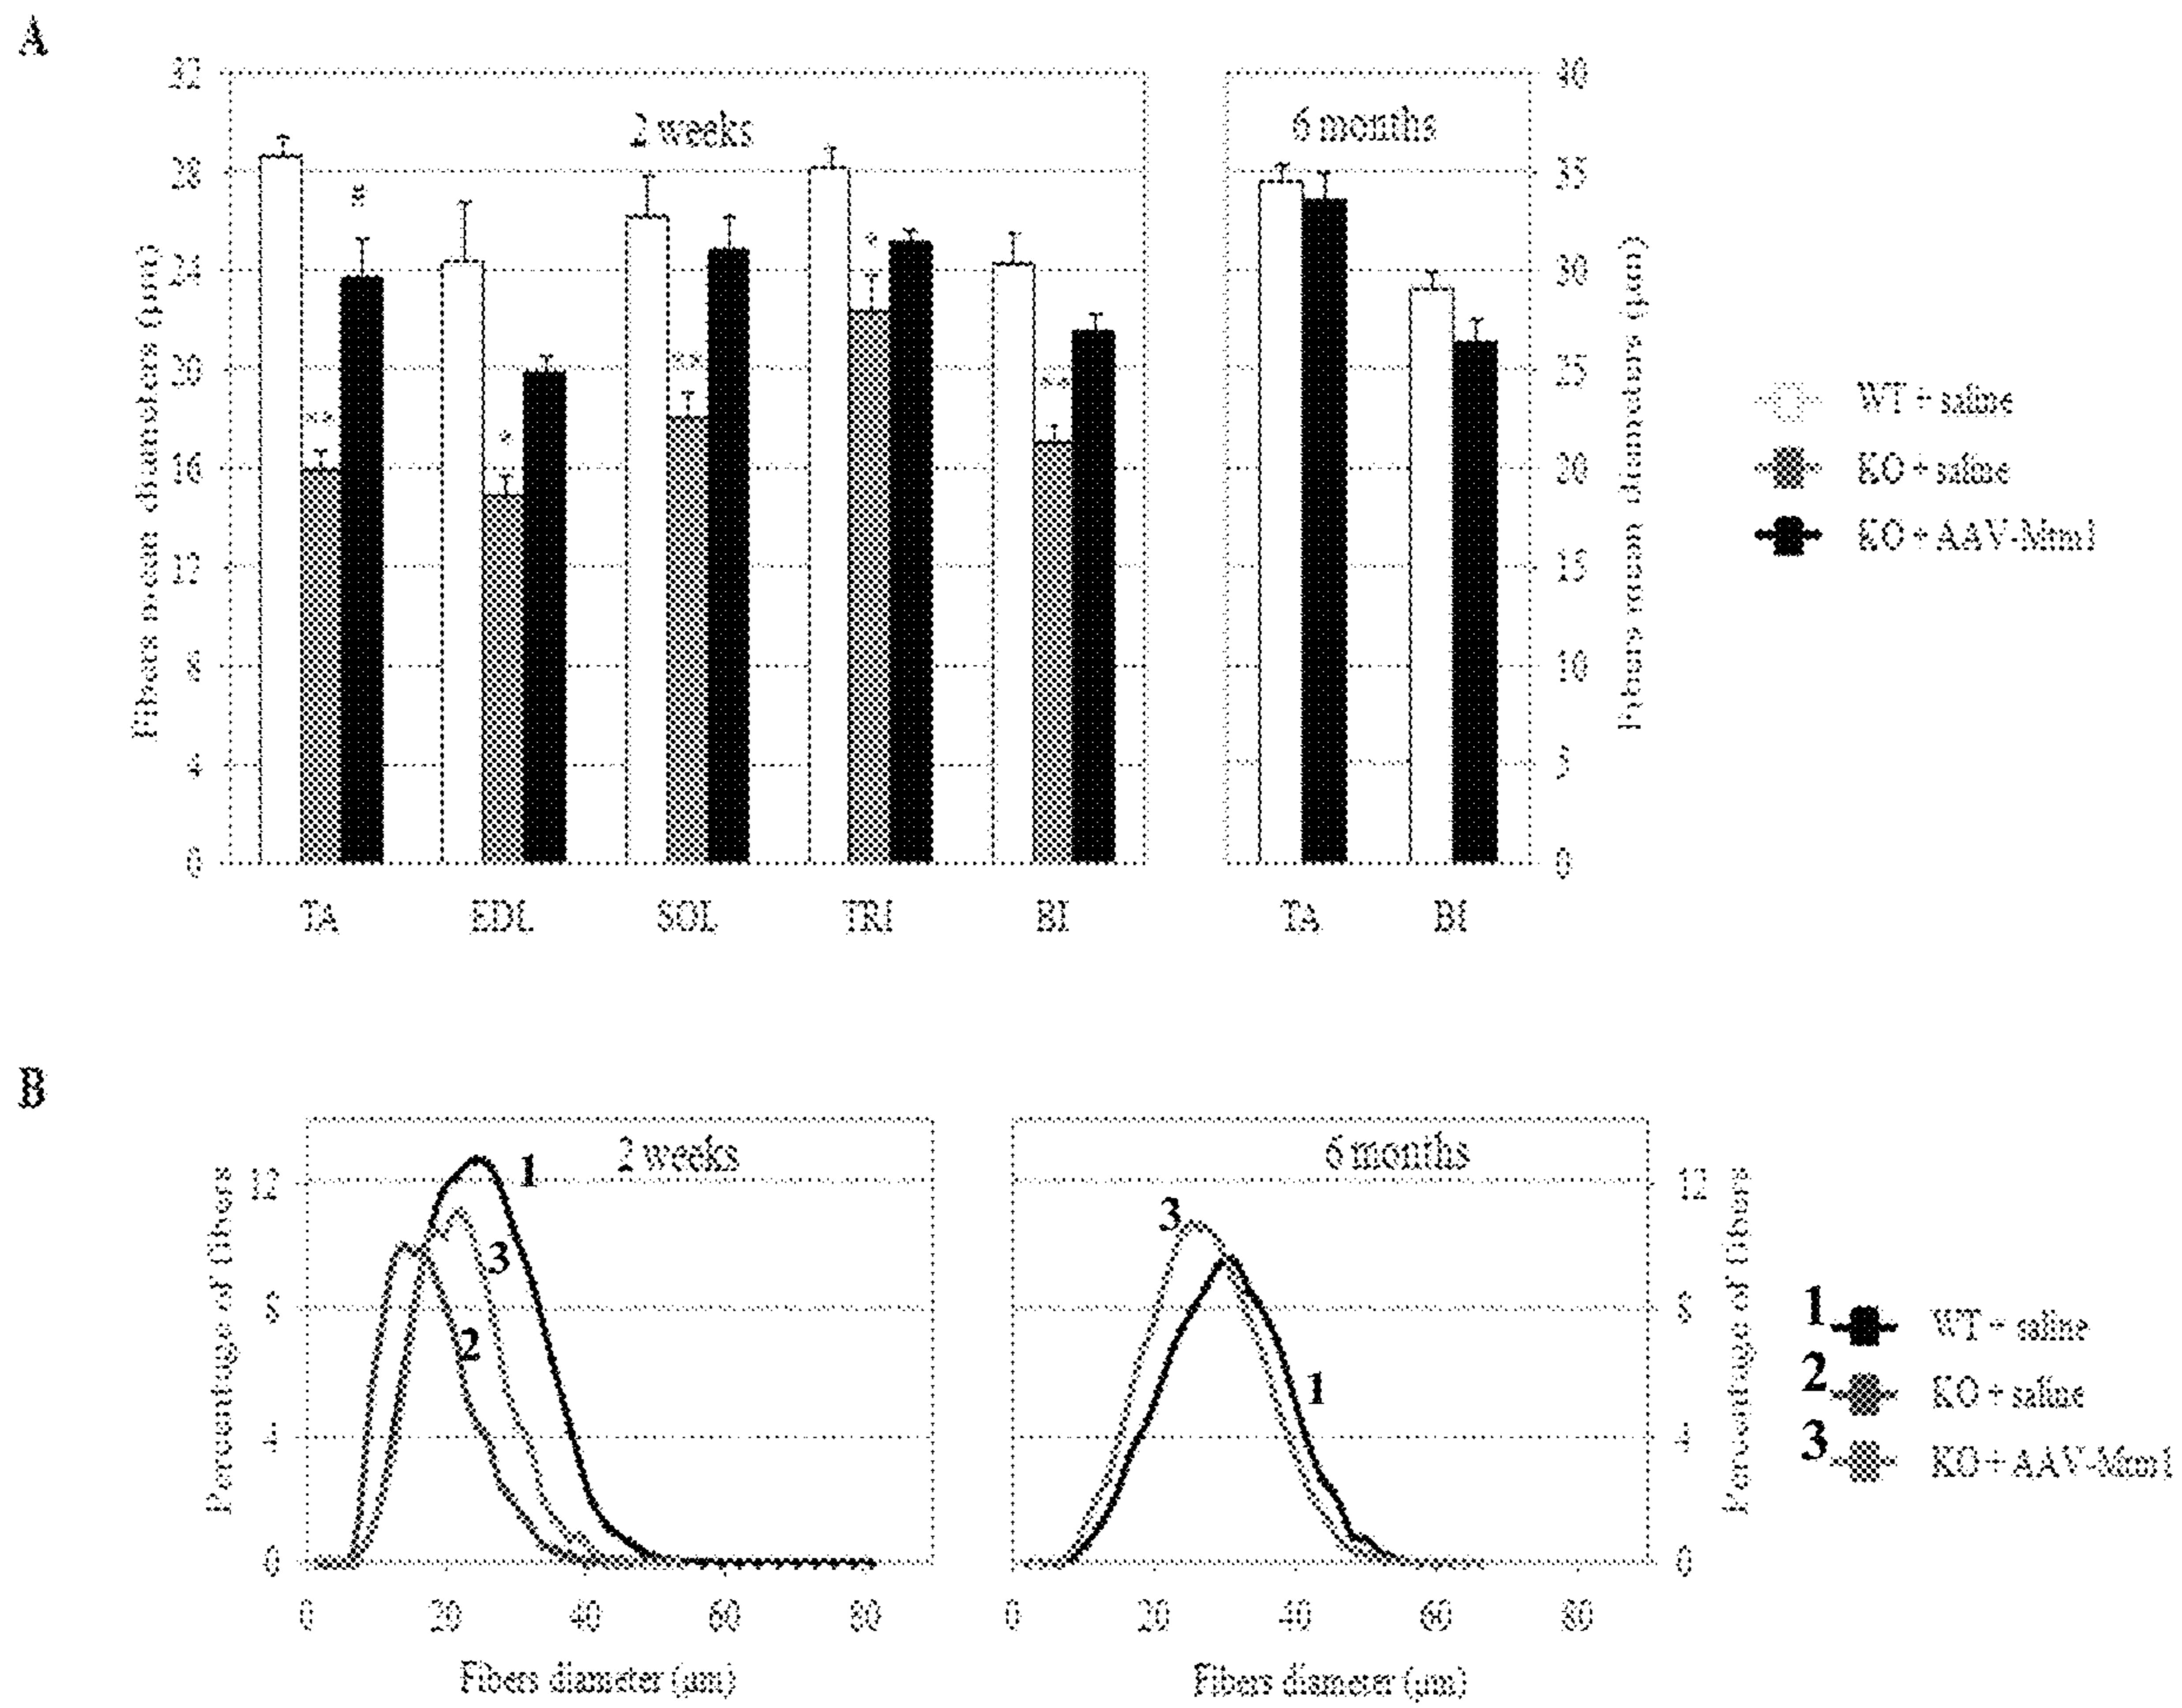 A
32
28
24
20
16
12
8
4
0
Fibers mean diameters (μm)
2 weeks
#
**
*
**
*
**
TA EDL SOL TRI BI
6 months
40
35
30
25
20
15
10
5
0
Fibers mean diameters (μm)
TA BI
WT + saline
KO + saline
KO + AAV-Mtm1
B
Percentage of fibers
12
8
4
0
2 weeks
1
3
2
0 20 40 60 80
Fibers diameter (μm)
6 months
3
1
12
8
4
0
Percentage of fibers
0 20 40 60 80
Fibers diameter (μm)
1 WT + saline
2 KO + saline
3 KO + AAV-Mtm1